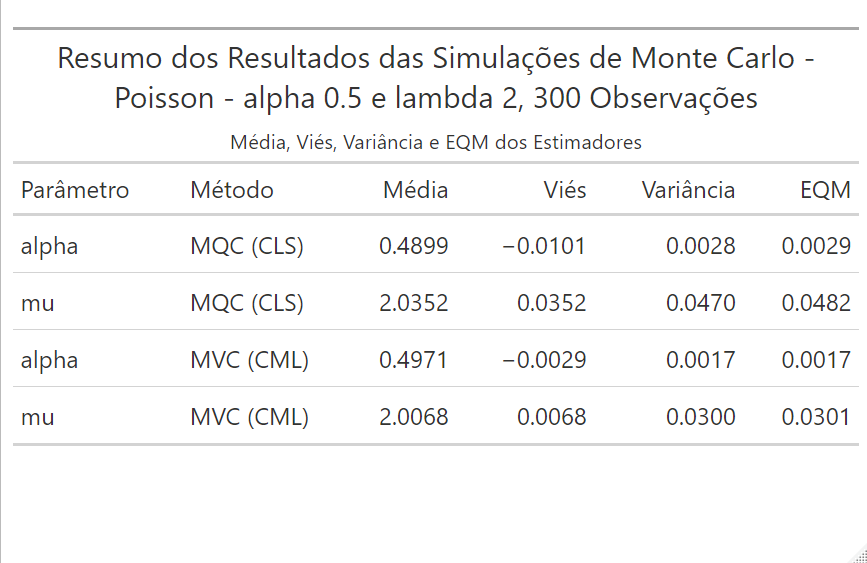 Resumo dos Resultados das Simulações de Monte Carlo -
Poisson - alpha 0.5 e lambda 2, 300 Observações
Média, Viés, Variância e EQM dos Estimadores
Parâmetro Método Média Viés Variância EQM
alpha MQC (CLS) 0.4899 −0.0101 0.0028 0.0029
mu MQC (CLS) 2.0352 0.0352 0.0470 0.0482
alpha MVC (CML) 0.4971 −0.0029 0.0017 0.0017
mu MVC (CML) 2.0068 0.0068 0.0300 0.0301